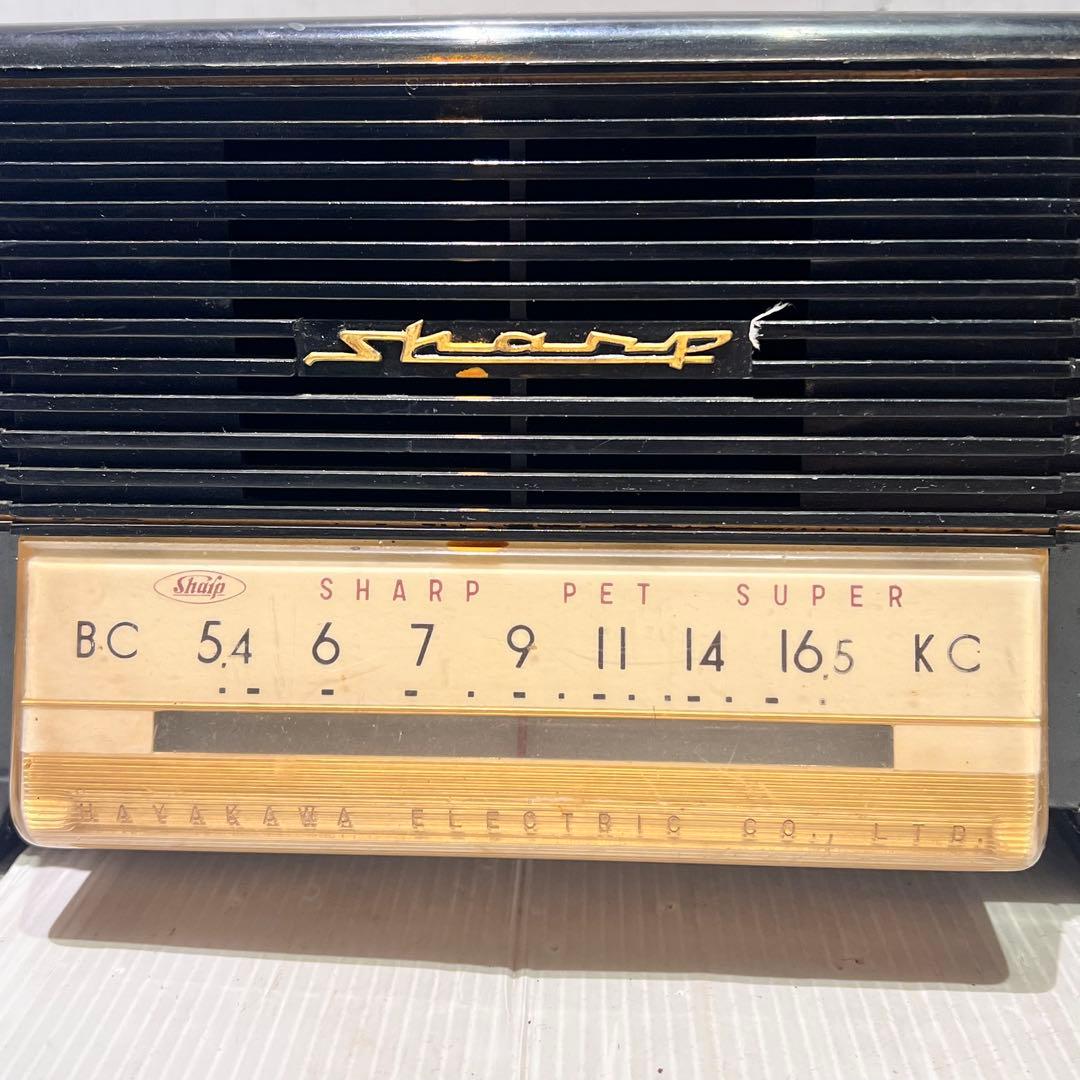 Sharp
Sharp SHARP PET SUPER
BC 5.4 6 7 9 11 14 16.5 KC
HAYAKAWA ELECTRIC CO., LTD.